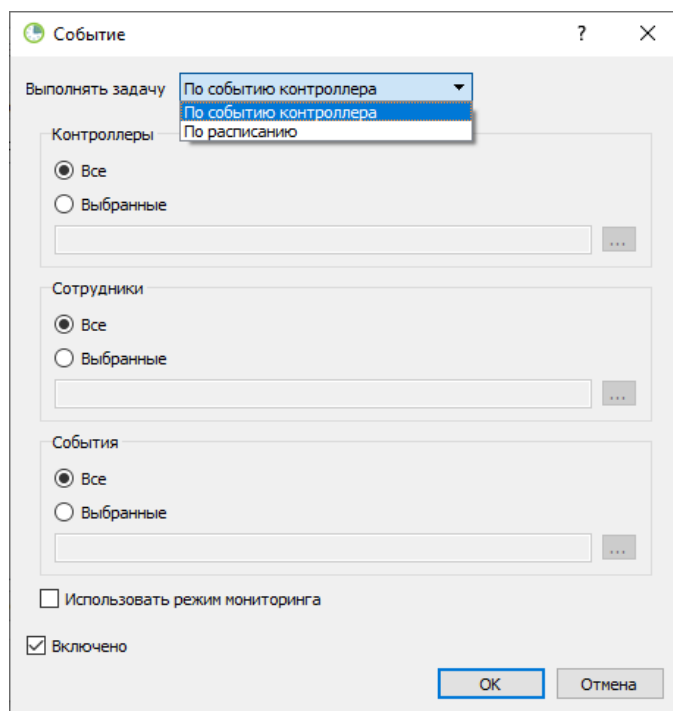 Событие
?
Выполнять задачу По событию контроллера
По событию контроллера
По расписанию
Контроллеры
Все
Выбранные
...
Сотрудники
Все
Выбранные
...
События
Все
Выбранные
...
Использовать режим мониторинга
Включено
OK Отмена